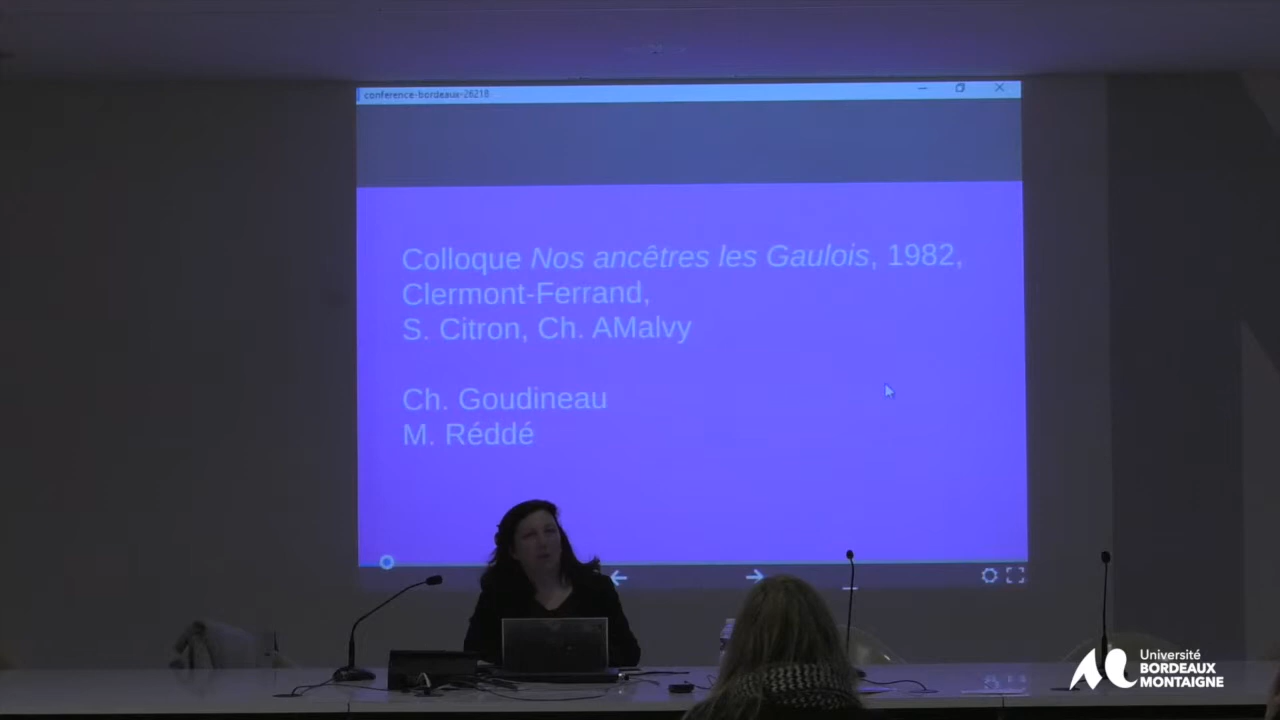 conference-bordeaux-26218
Colloque Nos ancêtres les Gaulois, 1982,
Clermont-Ferrand,
S. Citron, Ch. AMalvy
Ch. Goudineau
M. Réddé
Université
BORDEAUX
MONTAIGNE